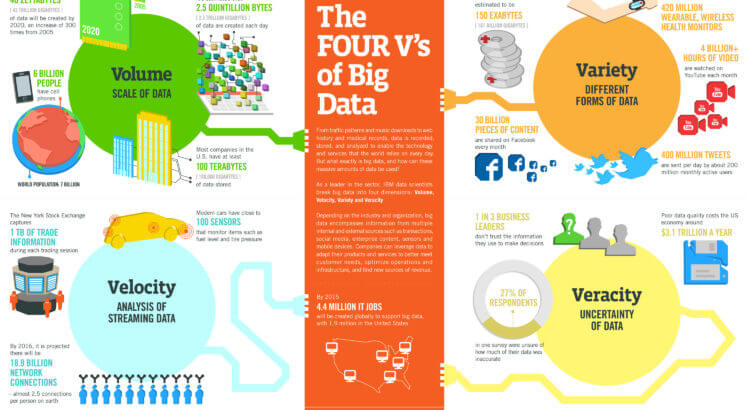 40 ZETTABYTES
[ 43 TRILLION GIGABYTES ]
of data will be created by
2020, an increase of 300
times from 2005
2005
2020
2.5 QUINTILLION BYTES
[ 2.3 TRILLION GIGABYTES ]
of data are created each day
6 BILLION
PEOPLE
have cell
phones
WORLD POPULATION: 7 BILLION
Volume
SCALE OF DATA
Most companies in the
U.S. have at least
100 TERABYTES
[ 100,000 GIGABYTES ]
of data stored
The
FOUR V's
of Big
Data
From traffic patterns and music downloads to web
history and medical records, data is recorded,
stored, and analyzed to enable the technology
and services that the world relies on every day.
But what exactly is big data, and how can these
massive amounts of data be used?
As a leader in the sector, IBM data scientists
break big data into four dimensions: Volume,
Velocity, Variety and Veracity
Depending on the industry and organization, big
data encompasses information from multiple
internal and external sources such as transactions,
social media, enterprise content, sensors and
mobile devices. Companies can leverage data to
adapt their products and services to better meet
customer needs, optimize operations and
infrastructure, and find new sources of revenue.
By 2015
4.4 MILLION IT JOBS
will be created globally to support big data,
with 1.9 million in the United States
estimated to be
150 EXABYTES
[ 161 BILLION GIGABYTES ]
420 MILLION
WEARABLE, WIRELESS
HEALTH MONITORS
4 BILLION+
HOURS OF VIDEO
are watched on
YouTube each month
Variety
DIFFERENT
FORMS OF DATA
30 BILLION
PIECES OF CONTENT
are shared on Facebook
every month
400 MILLION TWEETS
are sent per day by about 200
million monthly active users
The New York Stock Exchange
captures
1 TB OF TRADE
INFORMATION
during each trading session
Modern cars have close to
100 SENSORS
that monitor items such as
fuel level and tire pressure
Velocity
ANALYSIS OF
STREAMING DATA
By 2016, it is projected
there will be
18.9 BILLION
NETWORK
CONNECTIONS
– almost 2.5 connections
per person on earth
1 IN 3 BUSINESS
LEADERS
don't trust the information
they use to make decisions
Poor data quality costs the US
economy around
$3.1 TRILLION A YEAR
27% OF
RESPONDENTS
in one survey were unsure of
how much of their data was
inaccurate
Veracity
UNCERTAINTY
OF DATA